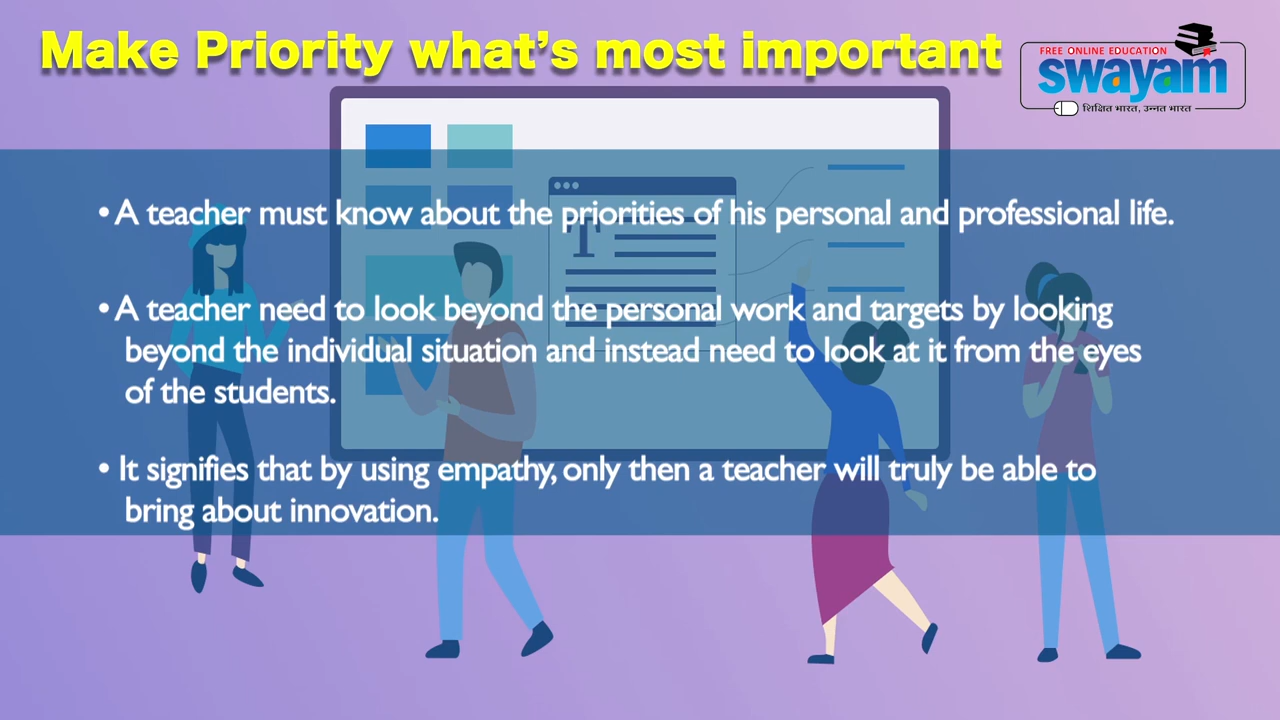 Make Priority what's most important
FREE ONLINE EDUCATION
swayam
शिक्षित भारत, उन्नत भारत
• A teacher must know about the priorities of his personal and professional life.
• A teacher need to look beyond the personal work and targets by looking
beyond the individual situation and instead need to look at it from the eyes
of the students.
• It signifies that by using empathy, only then a teacher will truly be able to
bring about innovation.
T